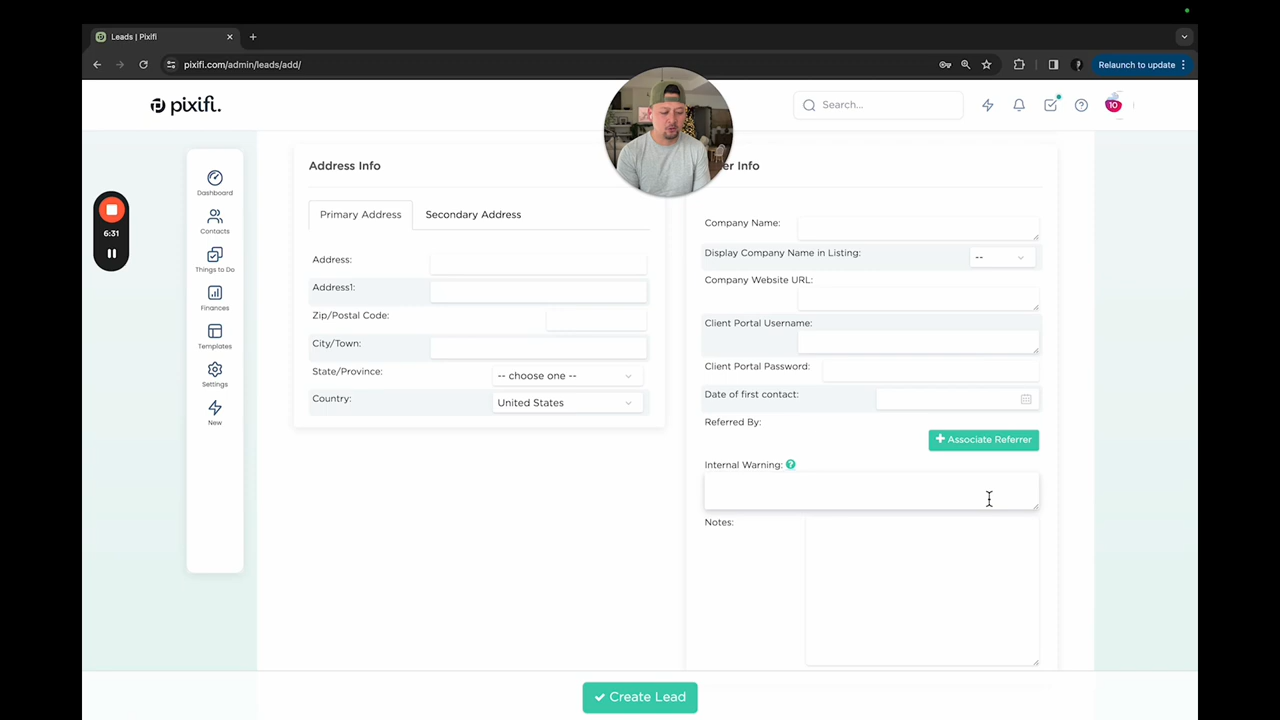 Leads | Pixifi
pixifi.com/admin/leads/add/
Relaunch to update
pixifi.
Search...
10
Dashboard
Contacts
Things to Do
Finances
Templates
Settings
New
6:31
Address Info
Primary Address
Secondary Address
Address:
Address1:
Zip/Postal Code:
City/Town:
State/Province:
-- choose one --
Country:
United States
Info
Company Name:
Display Company Name in Listing:
--
Company Website URL:
Client Portal Username:
Client Portal Password:
Date of first contact:
Referred By:
+ Associate Referrer
Internal Warning: ?
Notes:
Create Lead